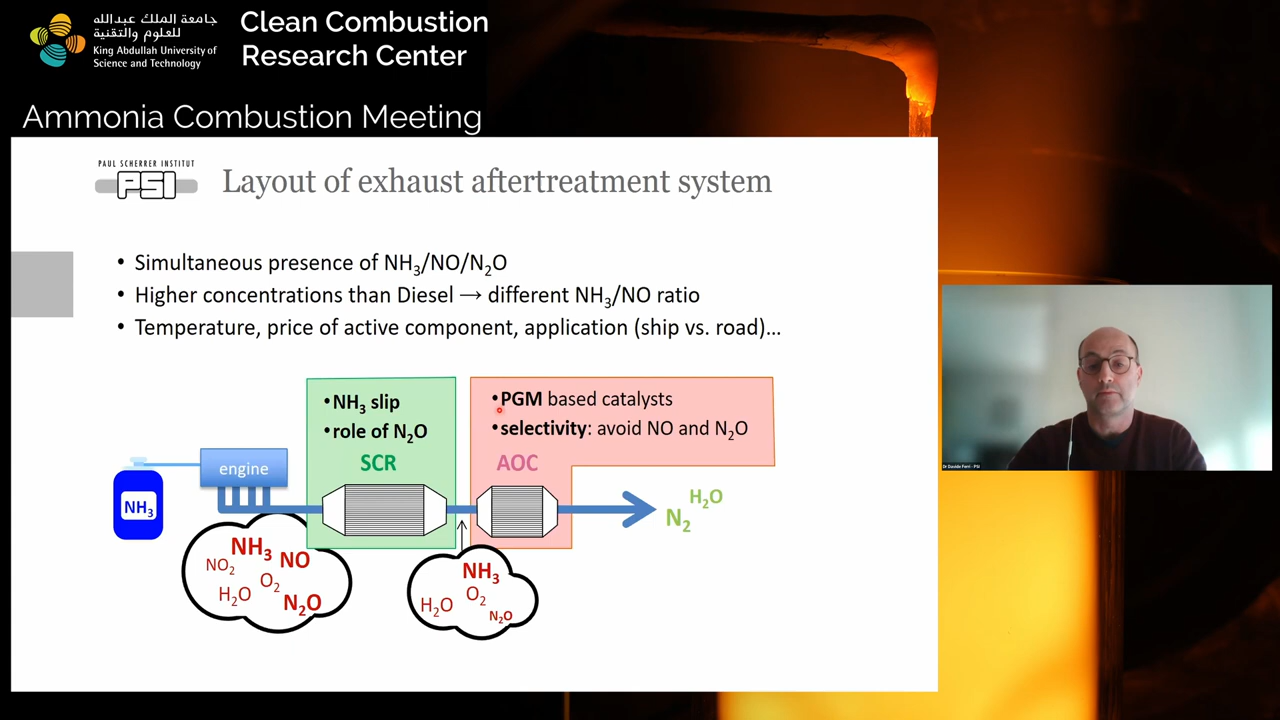 جامعة الملك عبدالله
للعلوم والتقنية
King Abdullah University of
Science and Technology
Clean Combustion
Research Center
Ammonia Combustion Meeting
PAUL SCHERRER INSTITUT
PSI
Layout of exhaust aftertreatment system
• Simultaneous presence of NH₃/NO/N₂O
• Higher concentrations than Diesel → different NH₃/NO ratio
• Temperature, price of active component, application (ship vs. road)...
•NH₃ slip
•role of N₂O
SCR
•PGM based catalysts
•selectivity: avoid NO and N₂O
AOC
engine
NH₃
N₂
H₂O
NH₃
NO
NO₂
O₂
H₂O
N₂O
NH₃
O₂
H₂O
N₂O
Dr Davide Ferri - PSI